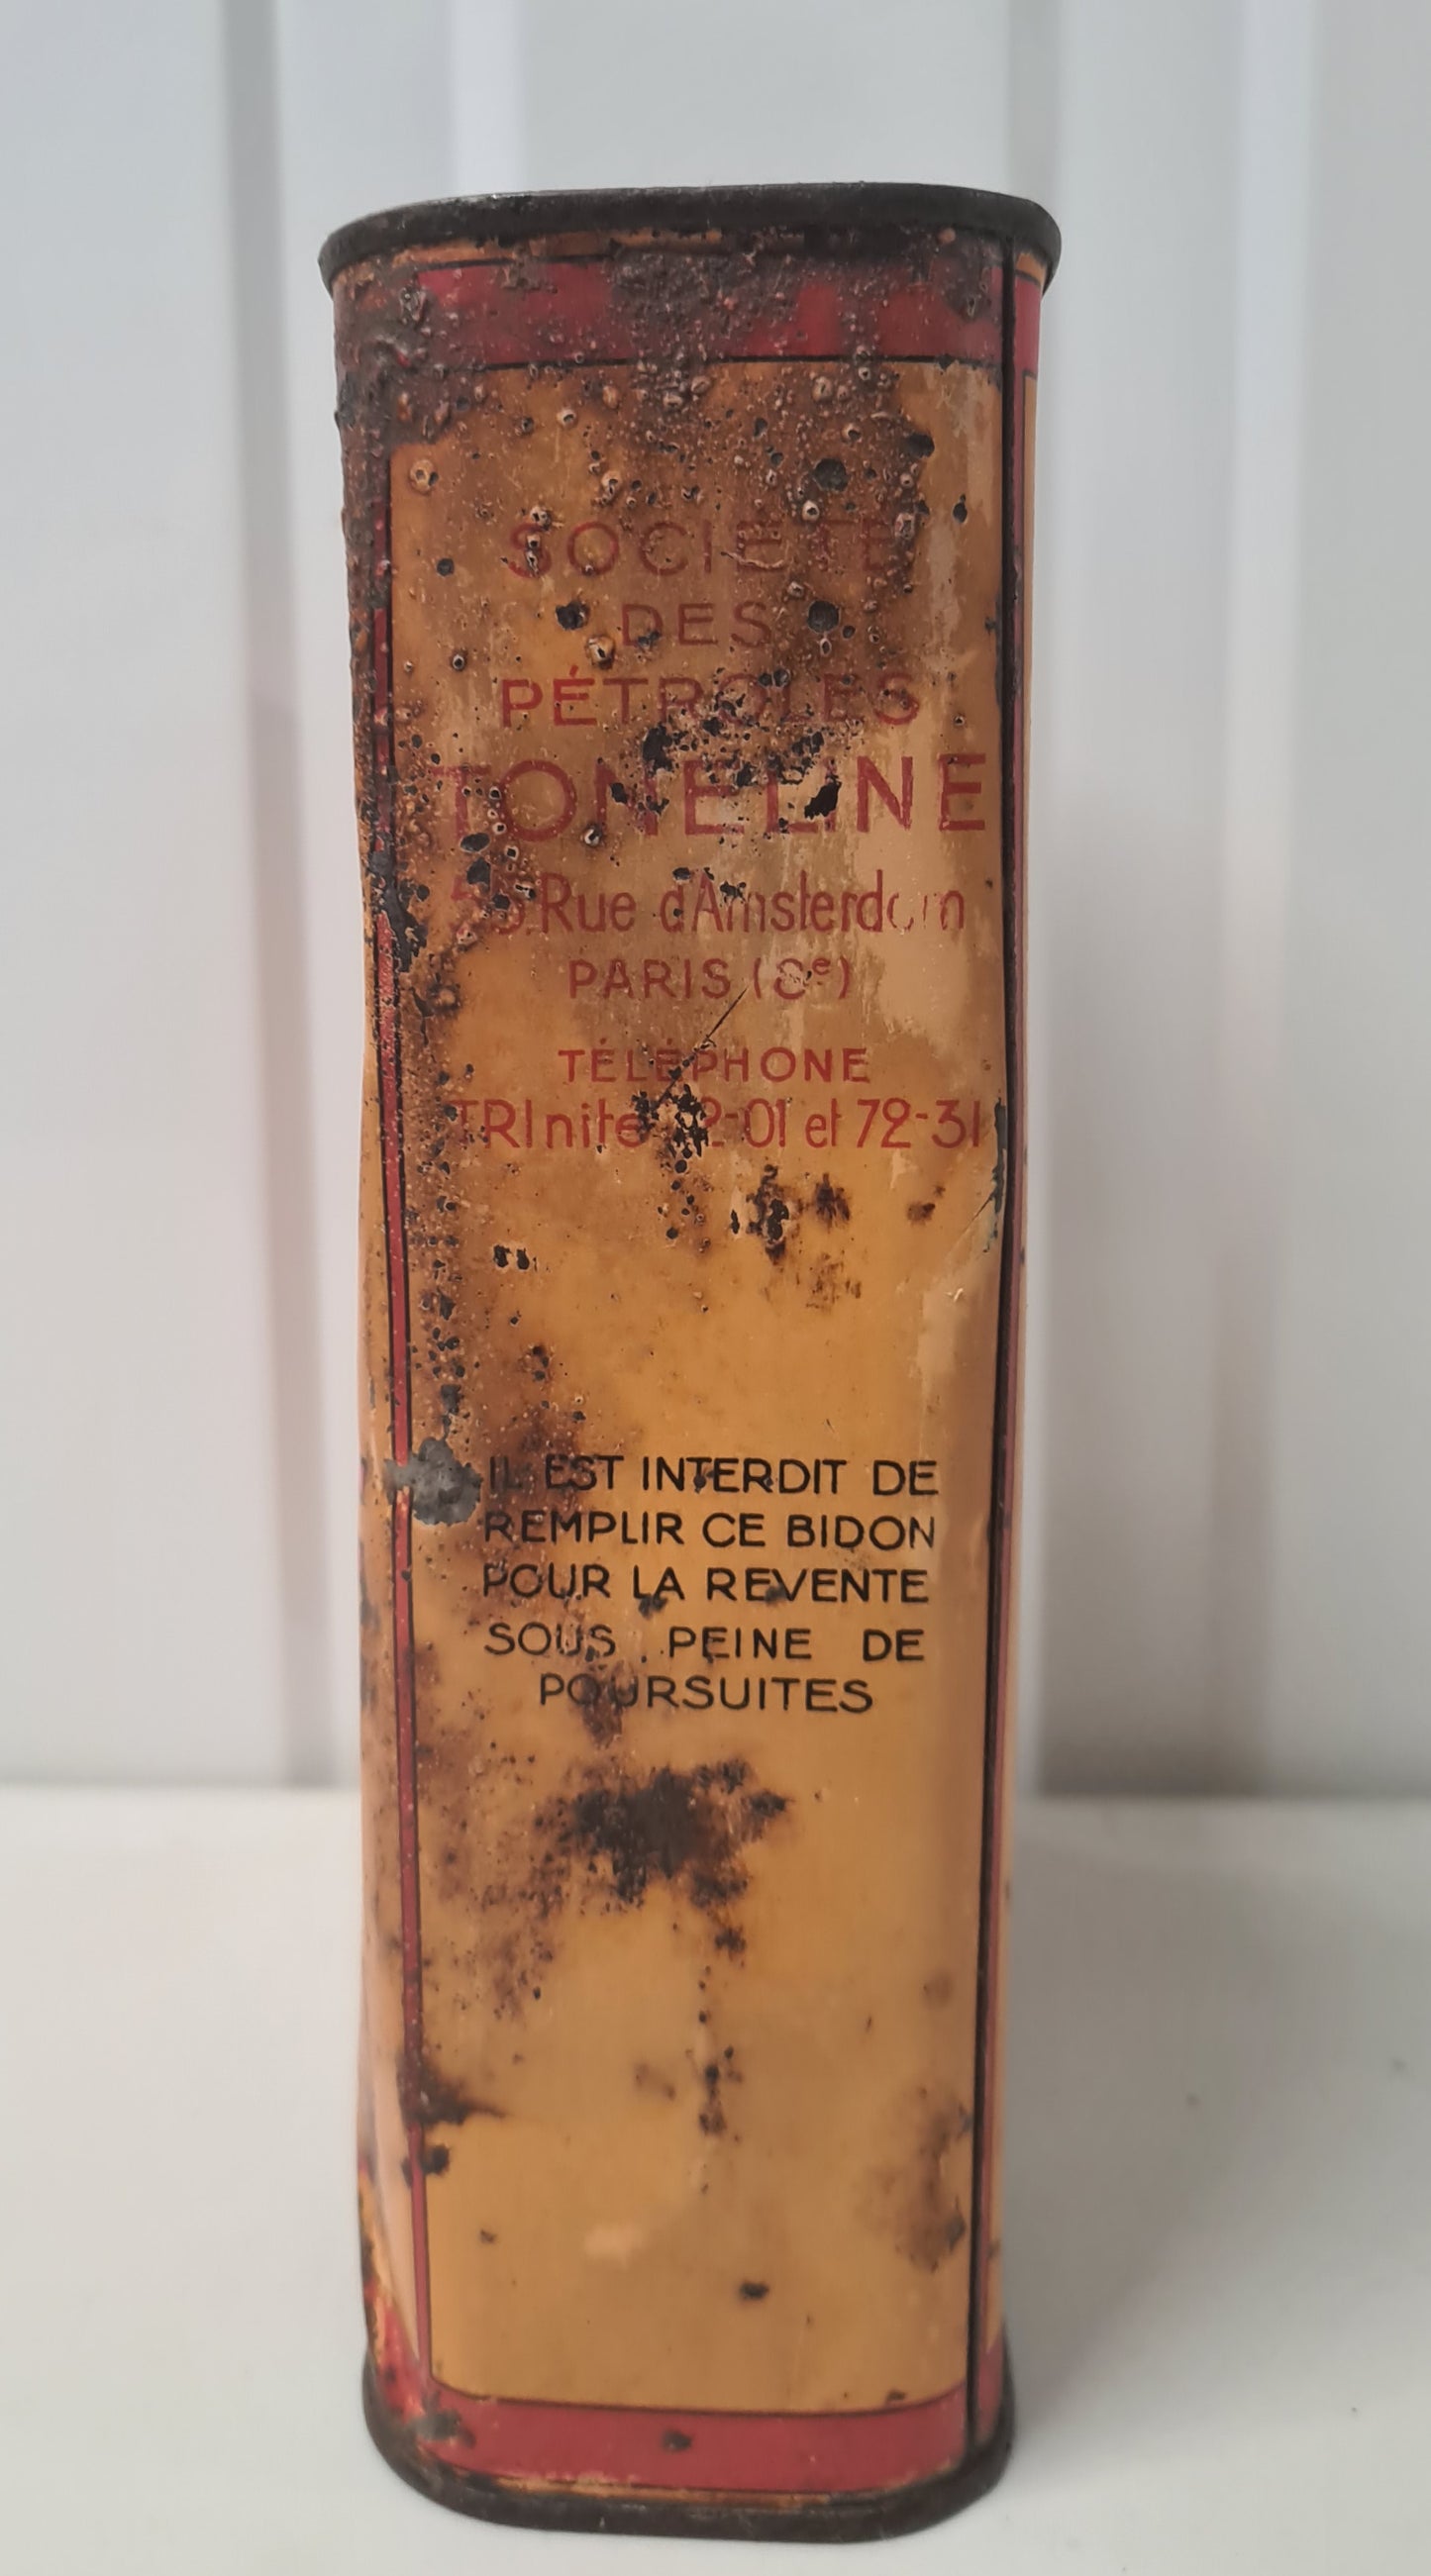 SOCIÉTÉ
DES
PÉTROLES
TONELINE
Rue d'Amsterdam
PARIS (8e)
TÉLÉPHONE
TRInité et 72-31
IL EST INTERDIT DE
REMPLIR CE BIDON
POUR LA REVENTE
SOUS PEINE DE
POURSUITES